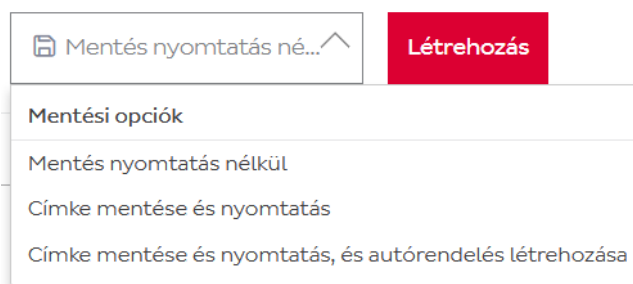 Mentés nyomtatás né...
Létrehozás
Mentési opciók
Mentés nyomtatás nélkül
Címke mentése és nyomtatás
Címke mentése és nyomtatás, és autórendelés létrehozása